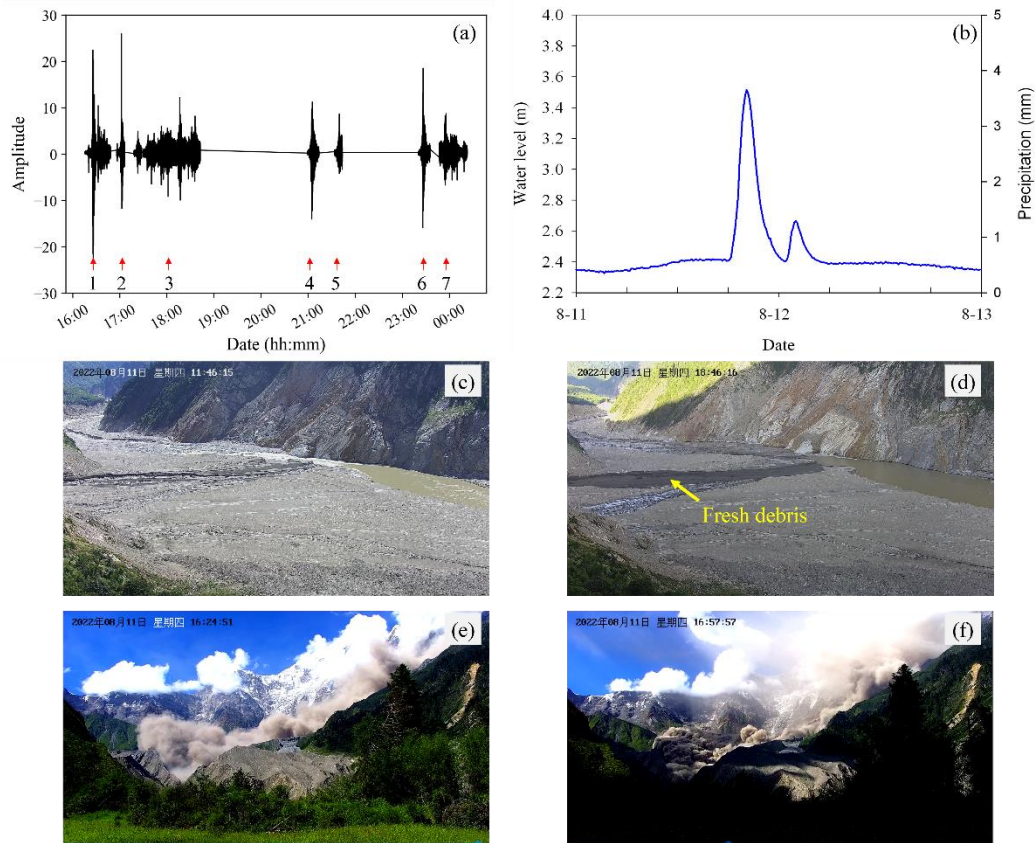 (a)
30
20
10
0
−10
−20
−30
Amplitude
1 2 3 4 5 6 7
16:00 17:00 18:00 19:00 20:00 21:00 22:00 23:00 00:00
Date (hh:mm)
(b)
4.0
3.8
3.6
3.4
3.2
3.0
2.8
2.6
2.4
2.2
Water level (m)
5
4
3
2
1
0
Precipitation (mm)
8-11 8-12 8-13
Date
2022年08月11日 星期四 11:46:15
(c)
2022年08月11日 星期四 18:46:16
(d)
Fresh debris
2022年08月11日 星期四 16:24:51
(e)
2022年08月11日 星期四 16:57:57
(f)